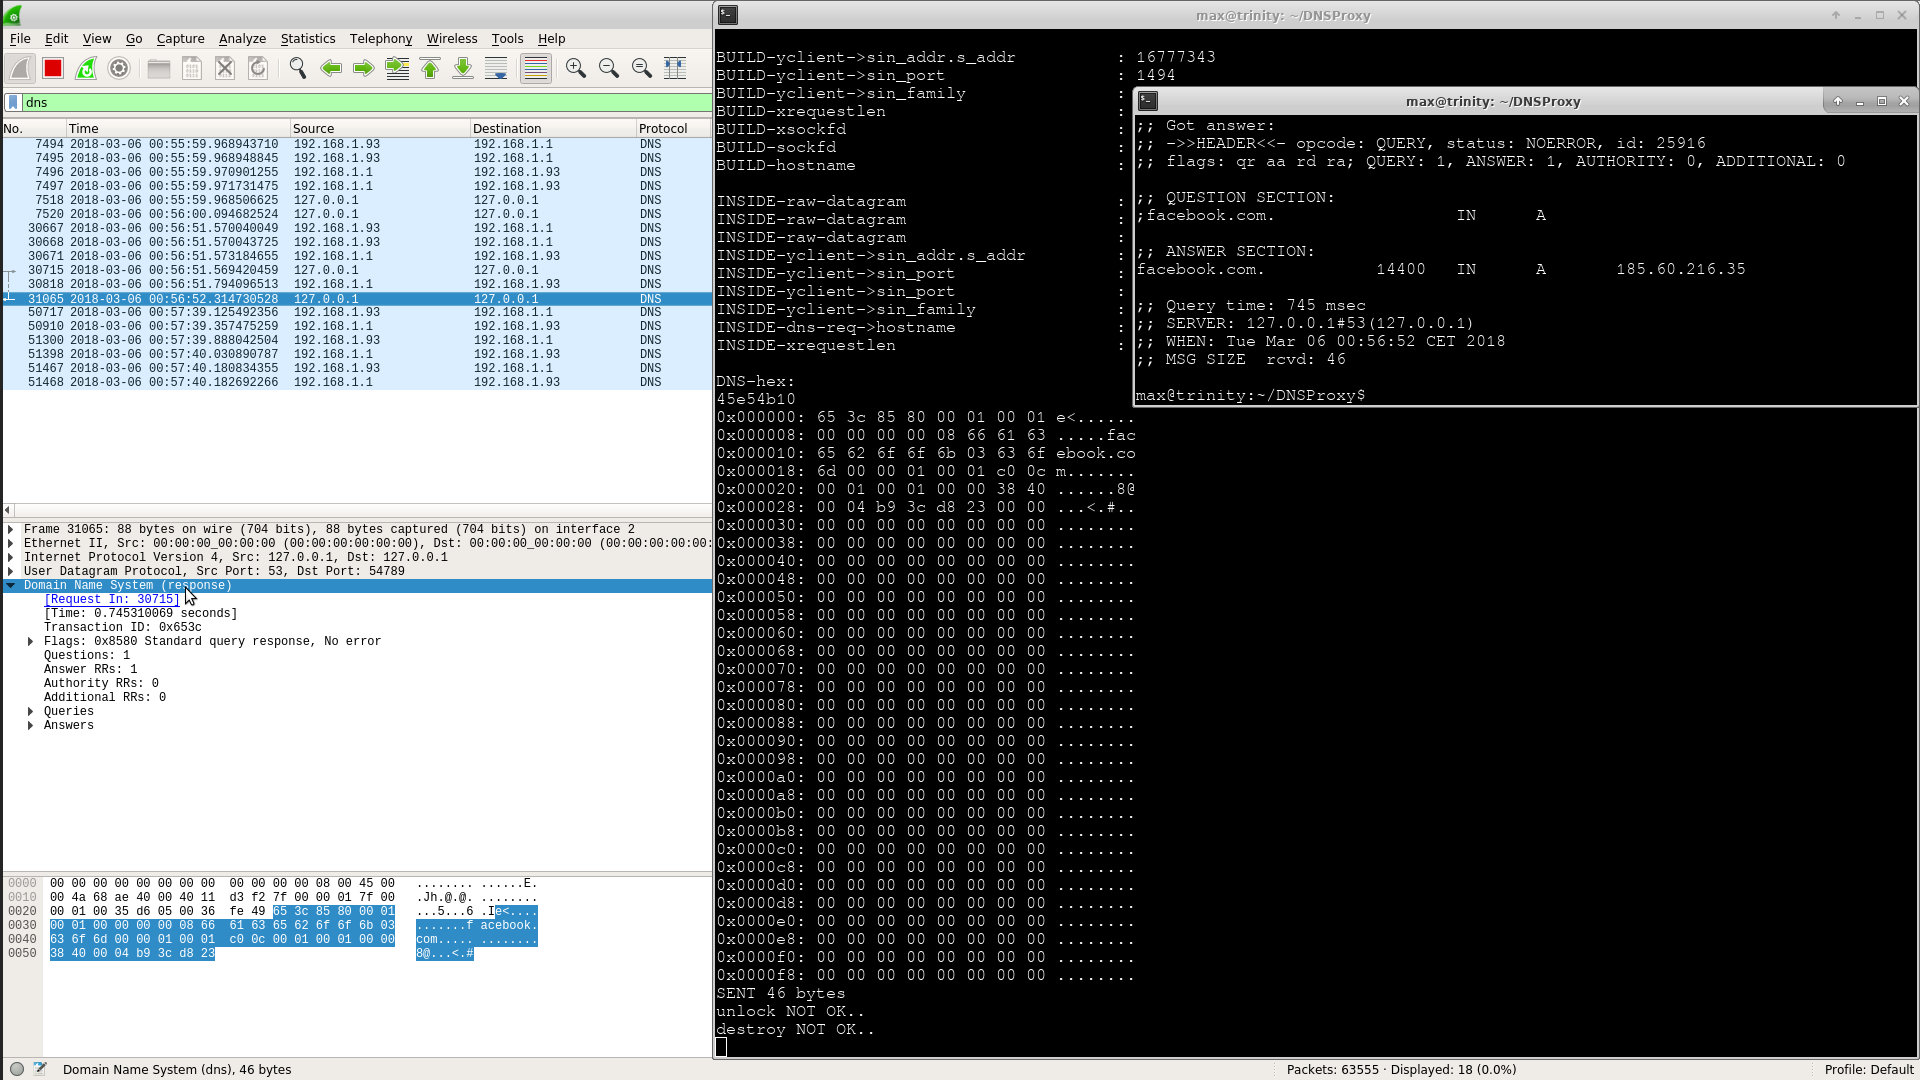 File Edit View Go Capture Analyze Statistics Telephony Wireless Tools Help
dns
No. Time Source Destination Protocol
7494 2018-03-06 00:55:59.968943710 192.168.1.93 192.168.1.1 DNS
7495 2018-03-06 00:55:59.968948845 192.168.1.93 192.168.1.1 DNS
7496 2018-03-06 00:55:59.970901255 192.168.1.1 192.168.1.93 DNS
7497 2018-03-06 00:55:59.971731475 192.168.1.1 192.168.1.93 DNS
7518 2018-03-06 00:55:59.968506625 127.0.0.1 127.0.0.1 DNS
7520 2018-03-06 00:56:00.094682524 127.0.0.1 127.0.0.1 DNS
30667 2018-03-06 00:56:51.570040049 192.168.1.93 192.168.1.1 DNS
30668 2018-03-06 00:56:51.570043725 192.168.1.93 192.168.1.1 DNS
30671 2018-03-06 00:56:51.573184655 192.168.1.1 192.168.1.93 DNS
30715 2018-03-06 00:56:51.569420459 127.0.0.1 127.0.0.1 DNS
30818 2018-03-06 00:56:51.794096513 192.168.1.1 192.168.1.93 DNS
31065 2018-03-06 00:56:52.314730528 127.0.0.1 127.0.0.1 DNS
50717 2018-03-06 00:57:39.125492356 192.168.1.93 192.168.1.1 DNS
50910 2018-03-06 00:57:39.357475259 192.168.1.1 192.168.1.93 DNS
51300 2018-03-06 00:57:39.888042504 192.168.1.93 192.168.1.1 DNS
51398 2018-03-06 00:57:40.030890787 192.168.1.1 192.168.1.93 DNS
51467 2018-03-06 00:57:40.180834355 192.168.1.93 192.168.1.1 DNS
51468 2018-03-06 00:57:40.182692266 192.168.1.1 192.168.1.93 DNS
Frame 31065: 88 bytes on wire (704 bits), 88 bytes captured (704 bits) on interface 2
Ethernet II, Src: 00:00:00_00:00:00 (00:00:00:00:00:00), Dst: 00:00:00_00:00:00 (00:00:00:00:00:
Internet Protocol Version 4, Src: 127.0.0.1, Dst: 127.0.0.1
User Datagram Protocol, Src Port: 53, Dst Port: 54789
Domain Name System (response)
[Request In: 30715]
[Time: 0.745310069 seconds]
Transaction ID: 0x653c
Flags: 0x8580 Standard query response, No error
Questions: 1
Answer RRs: 1
Authority RRs: 0
Additional RRs: 0
Queries
Answers
0000 00 00 00 00 00 00 00 00 00 00 00 00 08 00 45 00 ........ ......E.
0010 00 4a 68 ae 40 00 40 11 d3 f2 7f 00 00 01 7f 00 .Jh.@.@. ........
0020 00 01 00 35 d6 05 00 36 fe 49 65 3c 85 80 00 01 ...5...6 .Ie<....
0030 00 01 00 00 00 00 08 66 61 63 65 62 6f 6f 6b 03 .......f acebook.
0040 63 6f 6d 00 00 01 00 01 c0 0c 00 01 00 01 00 00 com..... ........
0050 38 40 00 04 b9 3c d8 23 8@...<.#
Domain Name System (dns), 46 bytes
Packets: 63555 · Displayed: 18 (0.0%)
Profile: Default
max@trinity: ~/DNSProxy
BUILD-yclient->sin_addr.s_addr : 16777343
BUILD-yclient->sin_port : 1494
BUILD-yclient->sin_family :
BUILD-xrequestlen :
BUILD-xsockfd :
BUILD-sockfd :
BUILD-hostname :
INSIDE-raw-datagram :
INSIDE-raw-datagram :
INSIDE-raw-datagram :
INSIDE-yclient->sin_addr.s_addr :
INSIDE-yclient->sin_port :
INSIDE-yclient->sin_port :
INSIDE-yclient->sin_family :
INSIDE-dns-req->hostname :
INSIDE-xrequestlen :
DNS-hex:
45e54b10
0x000000: 65 3c 85 80 00 01 00 01 e<......
0x000008: 00 00 00 00 08 66 61 63 .....fac
0x000010: 65 62 6f 6f 6b 03 63 6f ebook.co
0x000018: 6d 00 00 01 00 01 c0 0c m.......
0x000020: 00 01 00 01 00 00 38 40 ......8@
0x000028: 00 04 b9 3c d8 23 00 00 ...<.#..
0x000030: 00 00 00 00 00 00 00 00 ........
0x000038: 00 00 00 00 00 00 00 00 ........
0x000040: 00 00 00 00 00 00 00 00 ........
0x000048: 00 00 00 00 00 00 00 00 ........
0x000050: 00 00 00 00 00 00 00 00 ........
0x000058: 00 00 00 00 00 00 00 00 ........
0x000060: 00 00 00 00 00 00 00 00 ........
0x000068: 00 00 00 00 00 00 00 00 ........
0x000070: 00 00 00 00 00 00 00 00 ........
0x000078: 00 00 00 00 00 00 00 00 ........
0x000080: 00 00 00 00 00 00 00 00 ........
0x000088: 00 00 00 00 00 00 00 00 ........
0x000090: 00 00 00 00 00 00 00 00 ........
0x000098: 00 00 00 00 00 00 00 00 ........
0x0000a0: 00 00 00 00 00 00 00 00 ........
0x0000a8: 00 00 00 00 00 00 00 00 ........
0x0000b0: 00 00 00 00 00 00 00 00 ........
0x0000b8: 00 00 00 00 00 00 00 00 ........
0x0000c0: 00 00 00 00 00 00 00 00 ........
0x0000c8: 00 00 00 00 00 00 00 00 ........
0x0000d0: 00 00 00 00 00 00 00 00 ........
0x0000d8: 00 00 00 00 00 00 00 00 ........
0x0000e0: 00 00 00 00 00 00 00 00 ........
0x0000e8: 00 00 00 00 00 00 00 00 ........
0x0000f0: 00 00 00 00 00 00 00 00 ........
0x0000f8: 00 00 00 00 00 00 00 00 ........
SENT 46 bytes
unlock NOT OK..
destroy NOT OK..
max@trinity: ~/DNSProxy
;; Got answer:
;; ->>HEADER<<- opcode: QUERY, status: NOERROR, id: 25916
;; flags: qr aa rd ra; QUERY: 1, ANSWER: 1, AUTHORITY: 0, ADDITIONAL: 0
;; QUESTION SECTION:
;facebook.com. IN A
;; ANSWER SECTION:
facebook.com. 14400 IN A 185.60.216.35
;; Query time: 745 msec
;; SERVER: 127.0.0.1#53(127.0.0.1)
;; WHEN: Tue Mar 06 00:56:52 CET 2018
;; MSG SIZE rcvd: 46
max@trinity:~/DNSProxy$